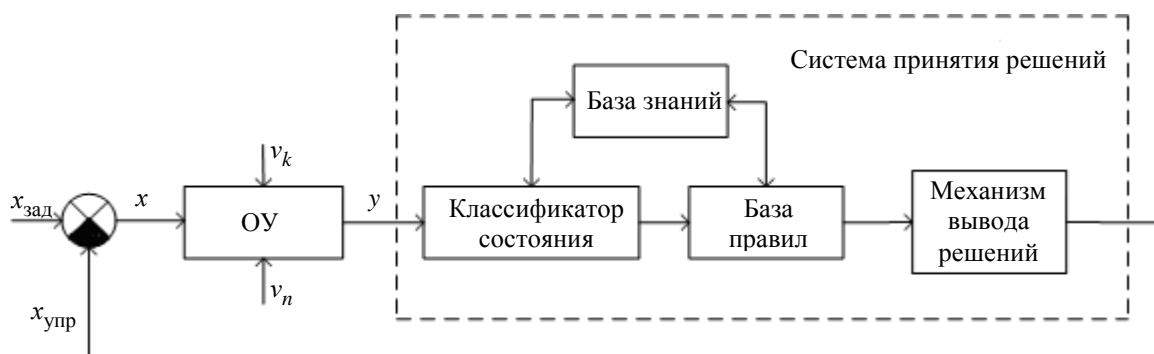 Система принятия решений
База знаний
v_k
x_зад
x
ОУ
y
Классификатор
состояния
База
правил
Механизм
вывода
решений
v_n
x_упр